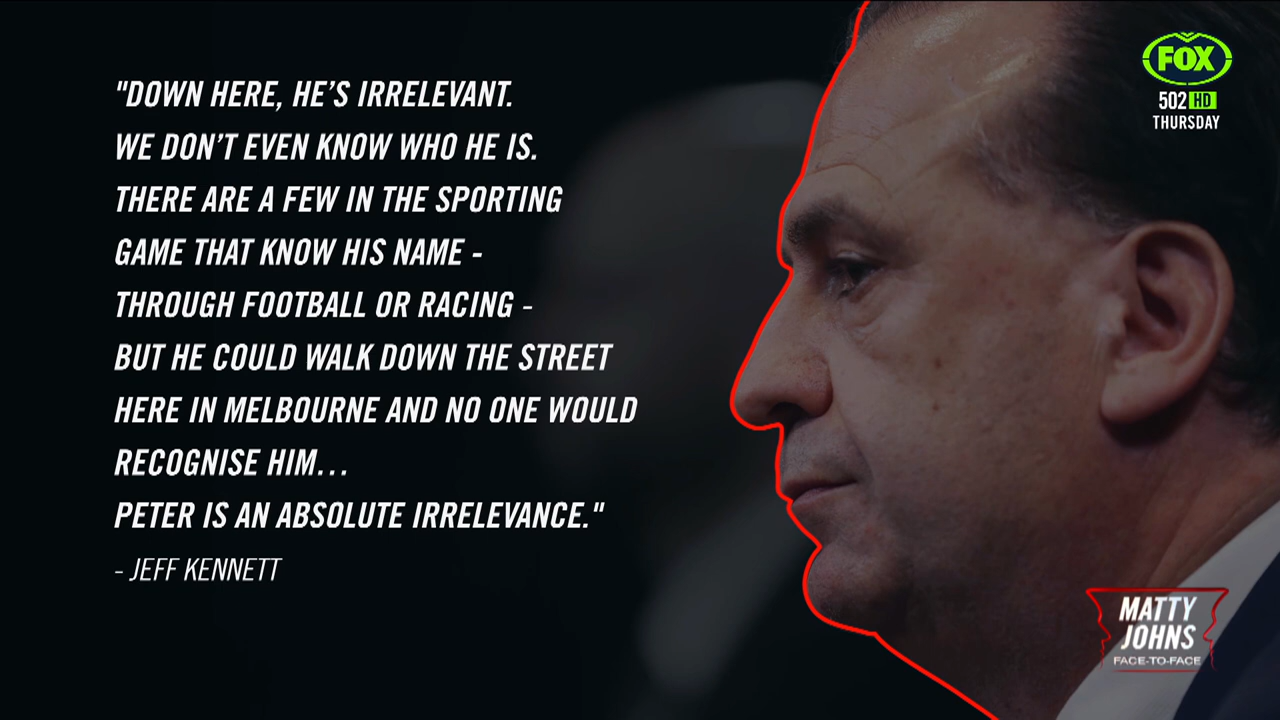 "DOWN HERE, HE'S IRRELEVANT.
WE DON'T EVEN KNOW WHO HE IS.
THERE ARE A FEW IN THE SPORTING
GAME THAT KNOW HIS NAME -
THROUGH FOOTBALL OR RACING -
BUT HE COULD WALK DOWN THE STREET
HERE IN MELBOURNE AND NO ONE WOULD
RECOGNISE HIM...
PETER IS AN ABSOLUTE IRRELEVANCE."
- JEFF KENNETT
FOX
502 HD
THURSDAY
MATTY
JOHNS
FACE-TO-FACE